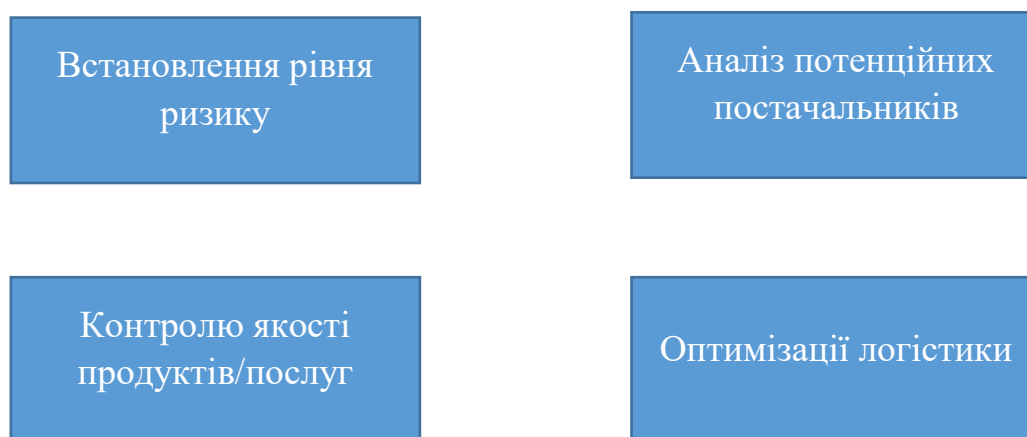 Встановлення рівня
ризику
Аналіз потенційних
постачальників
Контролю якості
продуктів/послуг
Оптимізації логістики